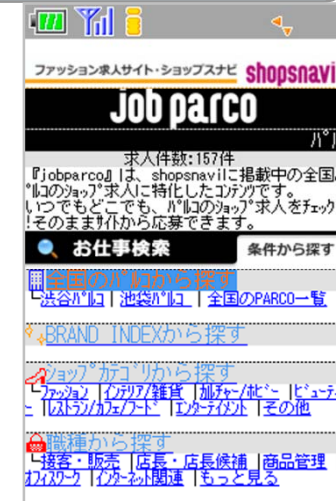 ファッション求人サイト・ショップスナビ shopsnavi
job parco
ﾊﾟﾙ
求人件数:157件
『jobparco』は、shopsnaviに掲載中の全国
ﾊﾟﾙｺのｼｮｯﾌﾟ求人に特化したコンテンツです。
いつでもどこでも、ﾊﾟﾙｺのｼｮｯﾌﾟ求人をﾁｪｯｸ
!そのままｻｲﾄから応募できます。
お仕事検索 条件から探す
全国のﾊﾟﾙｺから探す
└渋谷ﾊﾟﾙｺ | 池袋ﾊﾟﾙｺ | 全国のPARCO一覧
BRAND INDEXから探す
ｼｮｯﾌﾟｶﾃｺﾞﾘから探す
└ﾌｧｯｼｮﾝ | ｲﾝﾃﾘｱ/雑貨 | ｶﾙﾁｬｰ/ﾎﾋﾞｰ | ﾋﾞｭｰﾃ
ｰ | ﾚｽﾄﾗﾝ/ｶﾌｪ/ﾌｰﾄﾞ | ｴﾝﾀｰﾃｲﾒﾝﾄ | その他
職種から探す
└接客・販売 | 店長・店長候補 | 商品管理
ｵﾌｨｽﾜｰｸ | ｲﾝﾀｰﾈｯﾄ関連 | もっと見る